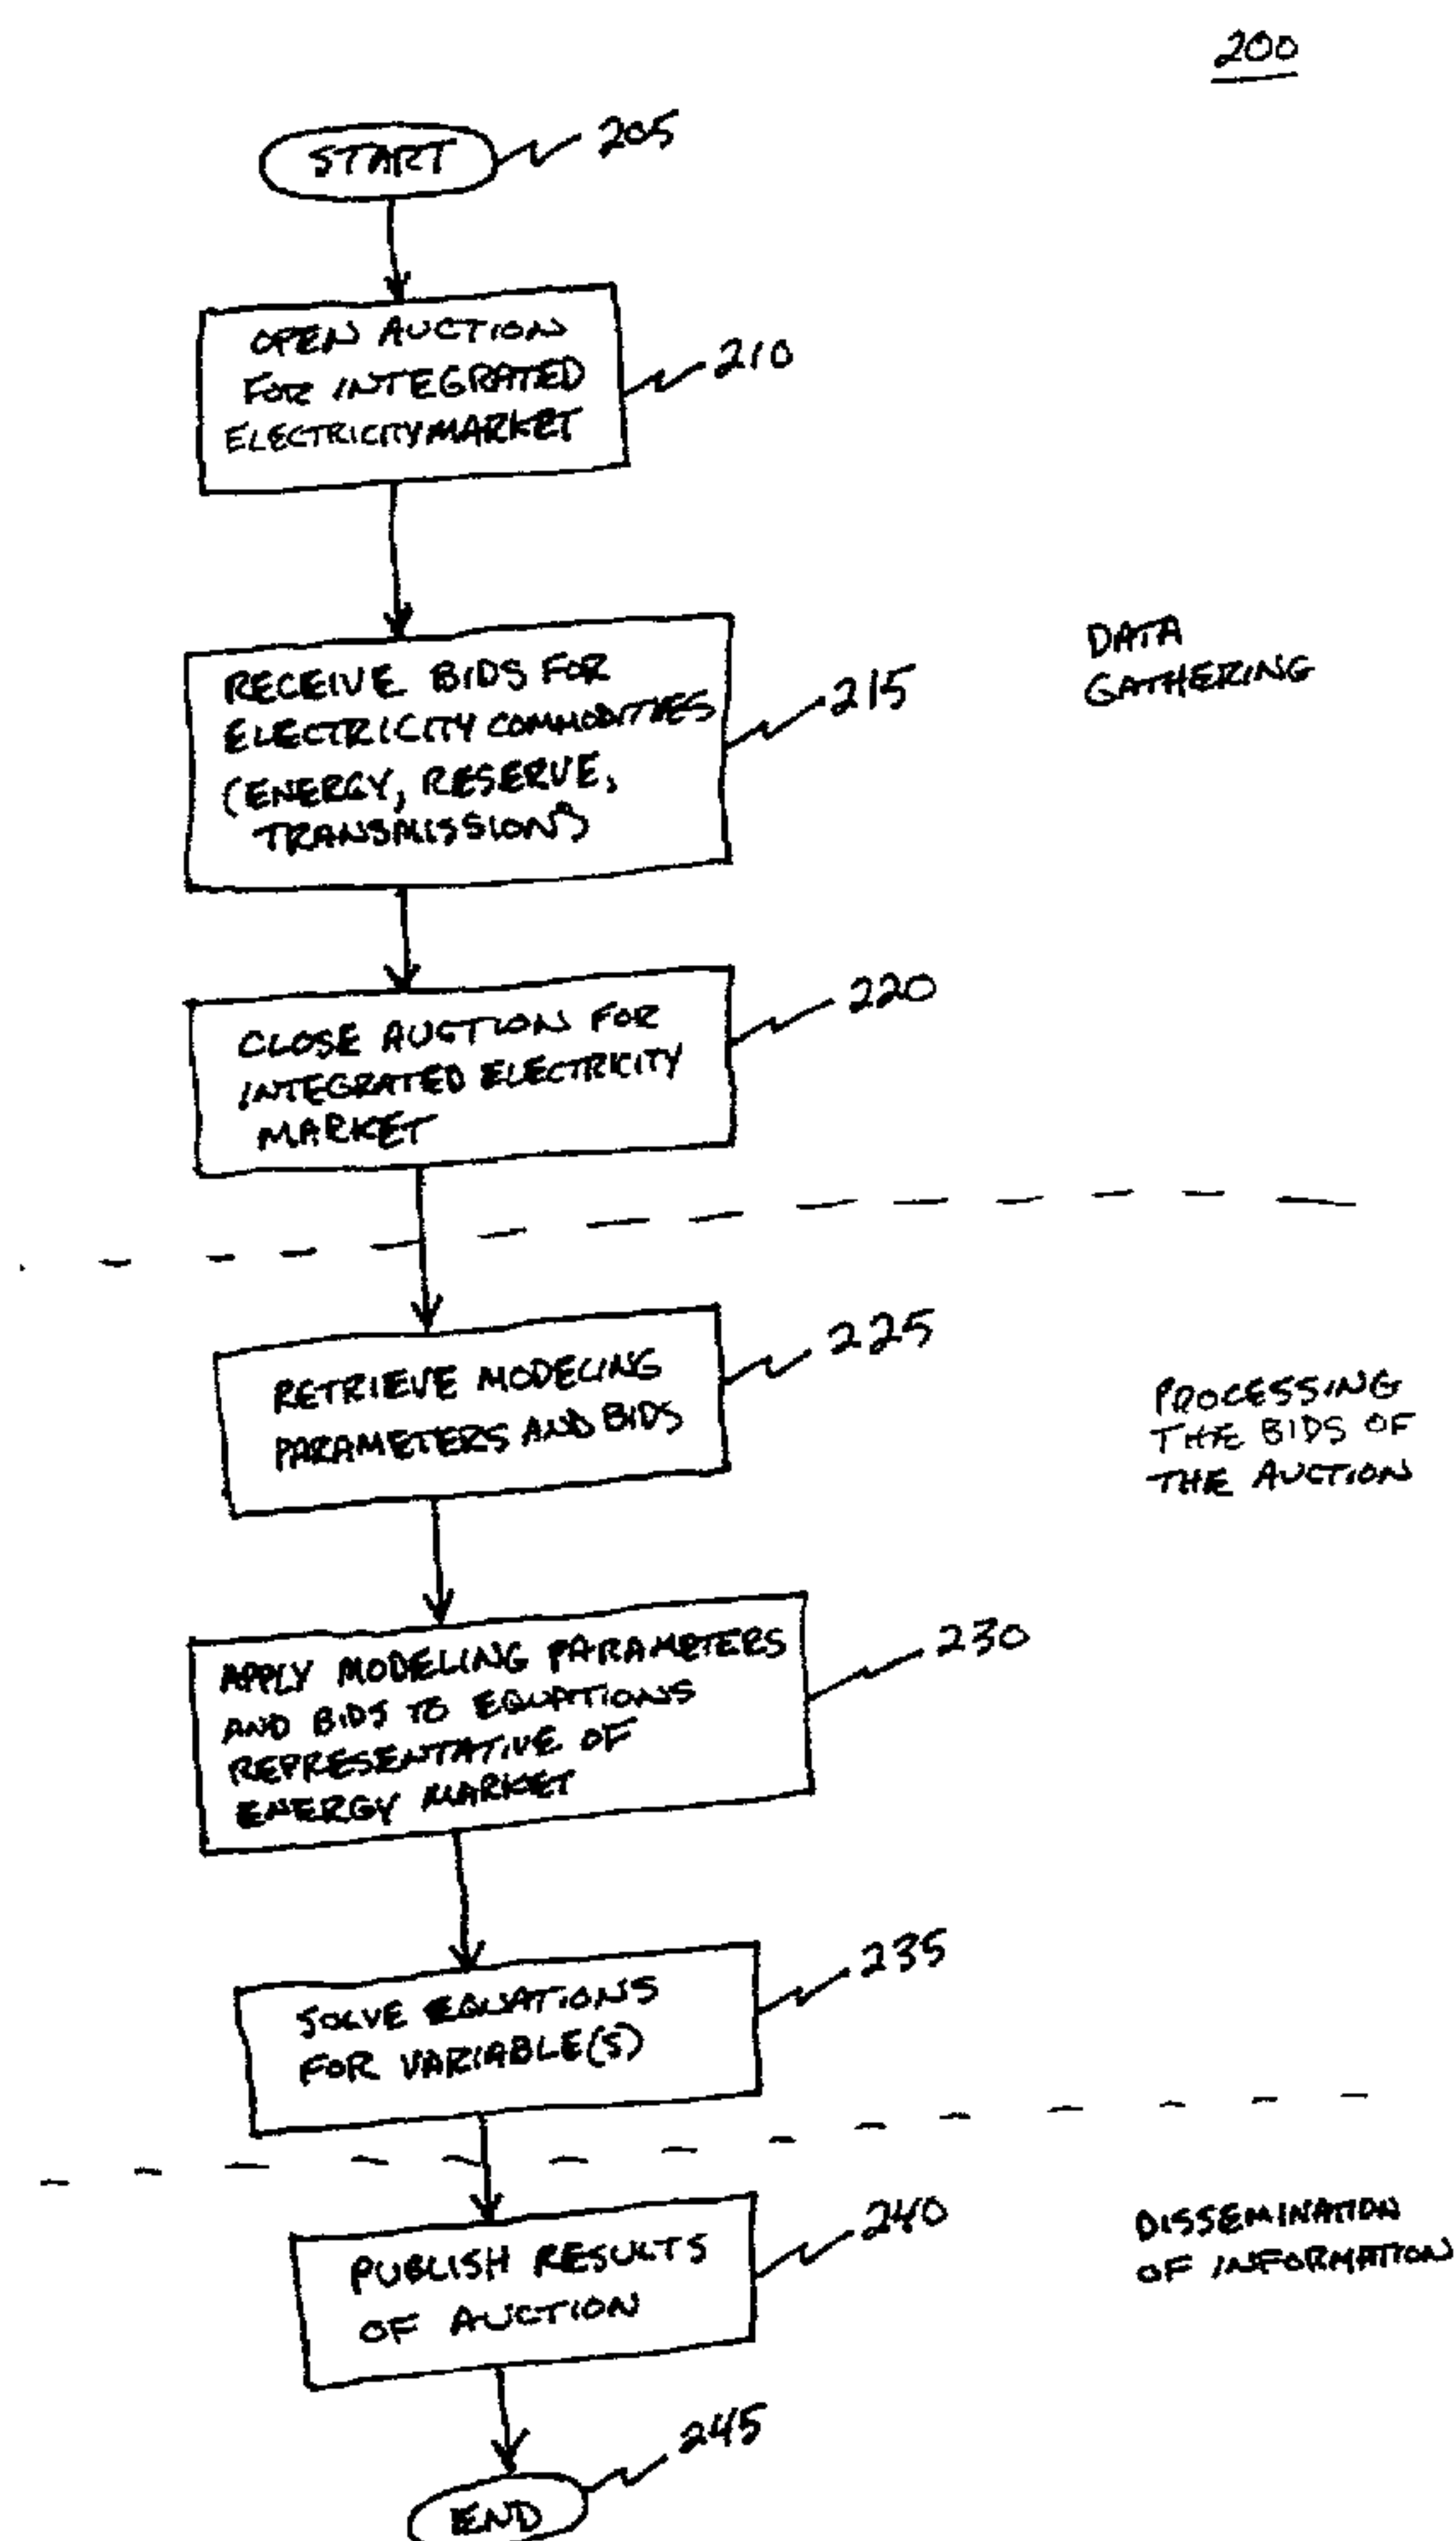 200
START
205
OPEN AUCTION
FOR INTEGRATED
ELECTRICITY MARKET
210
RECEIVE BIDS FOR
ELECTRICITY COMMODITIES
(ENERGY, RESERVE,
TRANSMISSION)
215
DATA
GATHERING
CLOSE AUCTION FOR
INTEGRATED ELECTRICITY
MARKET
220
RETRIEVE MODELING
PARAMETERS AND BIDS
225
PROCESSING
THE BIDS OF
THE AUCTION
APPLY MODELING PARAMETERS
AND BIDS TO EQUATIONS
REPRESENTATIVE OF
ENERGY MARKET
230
SOLVE EQUATIONS
FOR VARIABLE(S)
235
PUBLISH RESULTS
OF AUCTION
240
DISSEMINATION
OF INFORMATION
END
245